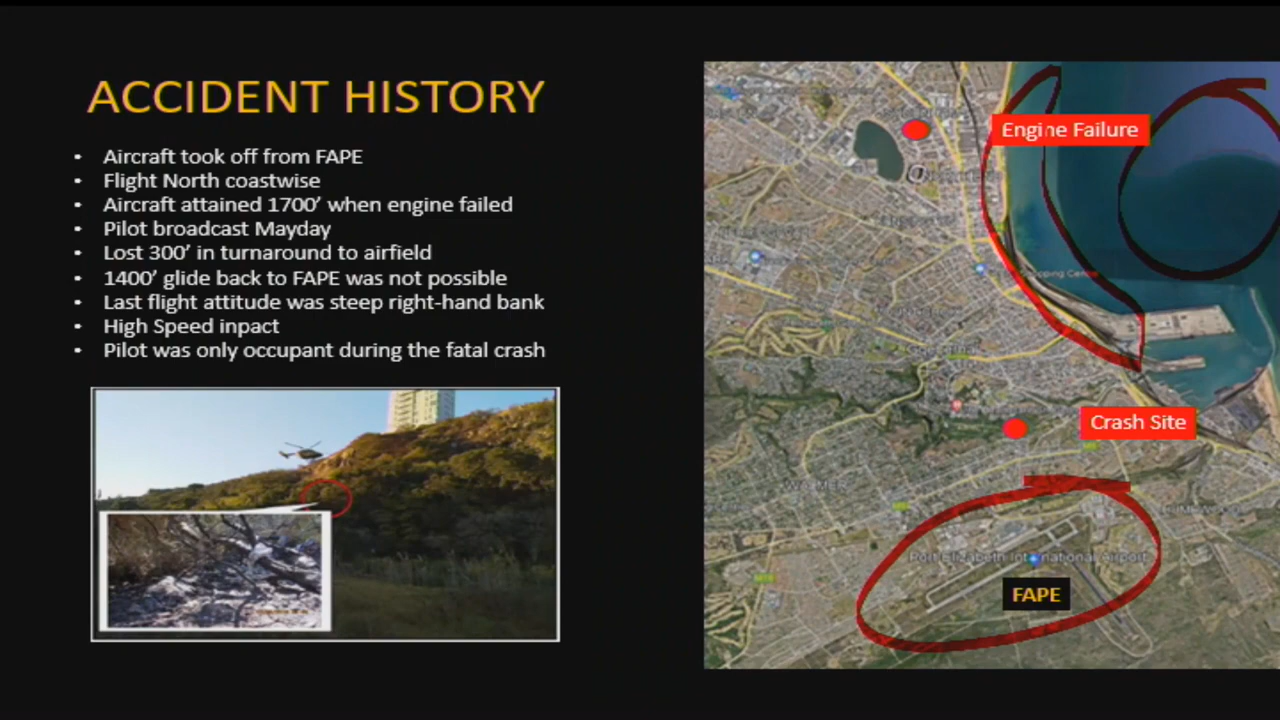 ACCIDENT HISTORY
• Aircraft took off from FAPE
• Flight North coastwise
• Aircraft attained 1700’ when engine failed
• Pilot broadcast Mayday
• Lost 300’ in turnaround to airfield
• 1400’ glide back to FAPE was not possible
• Last flight attitude was steep right-hand bank
• High Speed inpact
• Pilot was only occupant during the fatal crash
Engine Failure
Shopping Centre
Crash Site
WALMER
Port Elizabeth International Airport
FAPE